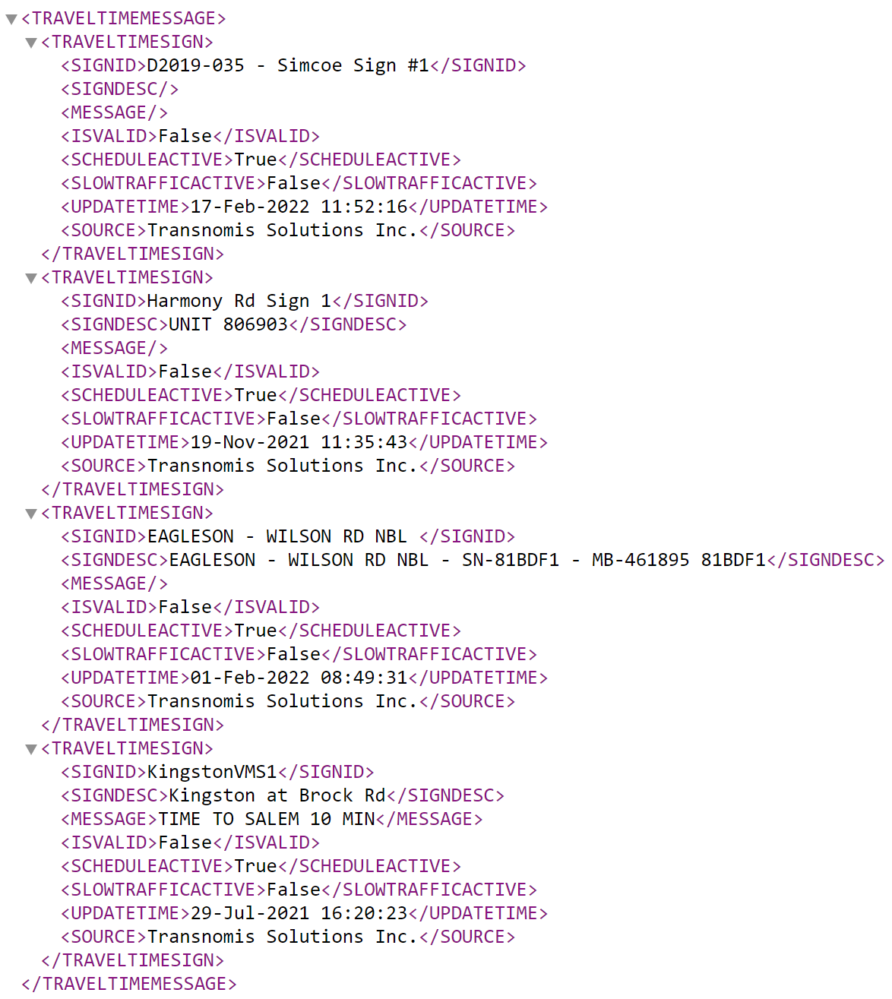 <TRAVELTIMEMESSAGE>
<TRAVELTIMESIGN>
<SIGNID>D2019-035 - Simcoe Sign #1</SIGNID>
<SIGNDESC/>
<MESSAGE/>
<ISVALID>False</ISVALID>
<SCHEDULEACTIVE>True</SCHEDULEACTIVE>
<SLOWTRAFFICACTIVE>False</SLOWTRAFFICACTIVE>
<UPDATETIME>17-Feb-2022 11:52:16</UPDATETIME>
<SOURCE>Transnomis Solutions Inc.</SOURCE>
</TRAVELTIMESIGN>
<TRAVELTIMESIGN>
<SIGNID>Harmony Rd Sign 1</SIGNID>
<SIGNDESC>UNIT 806903</SIGNDESC>
<MESSAGE/>
<ISVALID>False</ISVALID>
<SCHEDULEACTIVE>True</SCHEDULEACTIVE>
<SLOWTRAFFICACTIVE>False</SLOWTRAFFICACTIVE>
<UPDATETIME>19-Nov-2021 11:35:43</UPDATETIME>
<SOURCE>Transnomis Solutions Inc.</SOURCE>
</TRAVELTIMESIGN>
<TRAVELTIMESIGN>
<SIGNID>EAGLESON - WILSON RD NBL </SIGNID>
<SIGNDESC>EAGLESON - WILSON RD NBL - SN-81BDF1 - MB-461895 81BDF1</SIGNDESC>
<MESSAGE/>
<ISVALID>False</ISVALID>
<SCHEDULEACTIVE>True</SCHEDULEACTIVE>
<SLOWTRAFFICACTIVE>False</SLOWTRAFFICACTIVE>
<UPDATETIME>01-Feb-2022 08:49:31</UPDATETIME>
<SOURCE>Transnomis Solutions Inc.</SOURCE>
</TRAVELTIMESIGN>
<TRAVELTIMESIGN>
<SIGNID>KingstonVMS1</SIGNID>
<SIGNDESC>Kingston at Brock Rd</SIGNDESC>
<MESSAGE>TIME TO SALEM 10 MIN</MESSAGE>
<ISVALID>False</ISVALID>
<SCHEDULEACTIVE>True</SCHEDULEACTIVE>
<SLOWTRAFFICACTIVE>False</SLOWTRAFFICACTIVE>
<UPDATETIME>29-Jul-2021 16:20:23</UPDATETIME>
<SOURCE>Transnomis Solutions Inc.</SOURCE>
</TRAVELTIMESIGN>
</TRAVELTIMEMESSAGE>